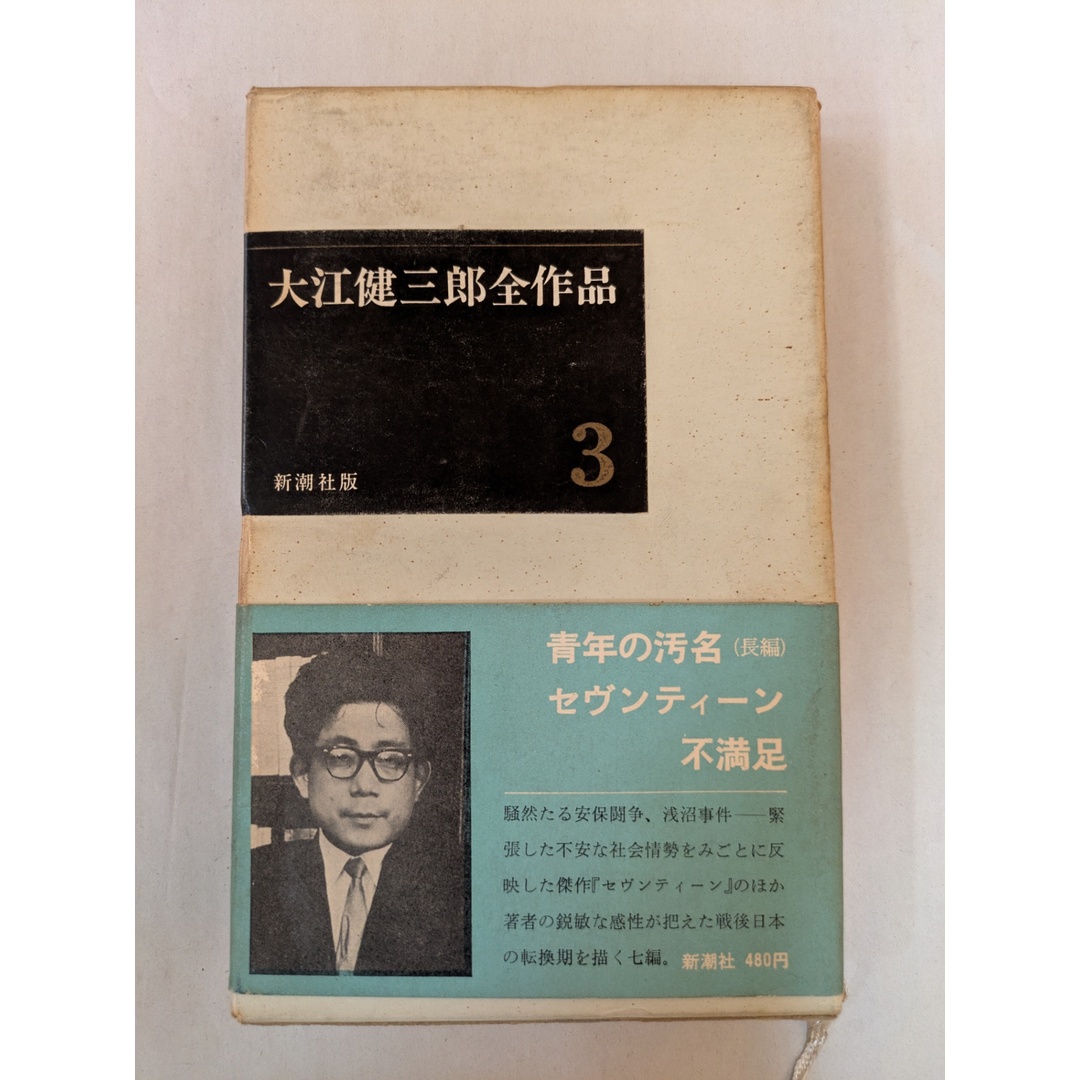 大江健三郎全作品
3
新潮社版
青年の汚名(長編)
セヴンティーン
不満足
騒然たる安保闘争、浅沼事件――緊
張した不安な社会情勢をみごとに反
映した傑作『セヴンティーン』のほか
著者の鋭敏な感性が把えた戦後日本
の転換期を描く七編。
新潮社 480円